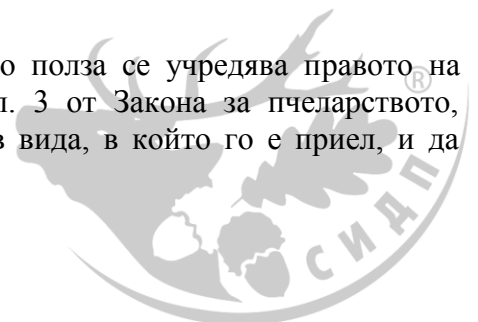 о полза се учредява правото на
л. 3 от Закона за пчеларството,
в вида, в който го е приел, и да
®
СИДП